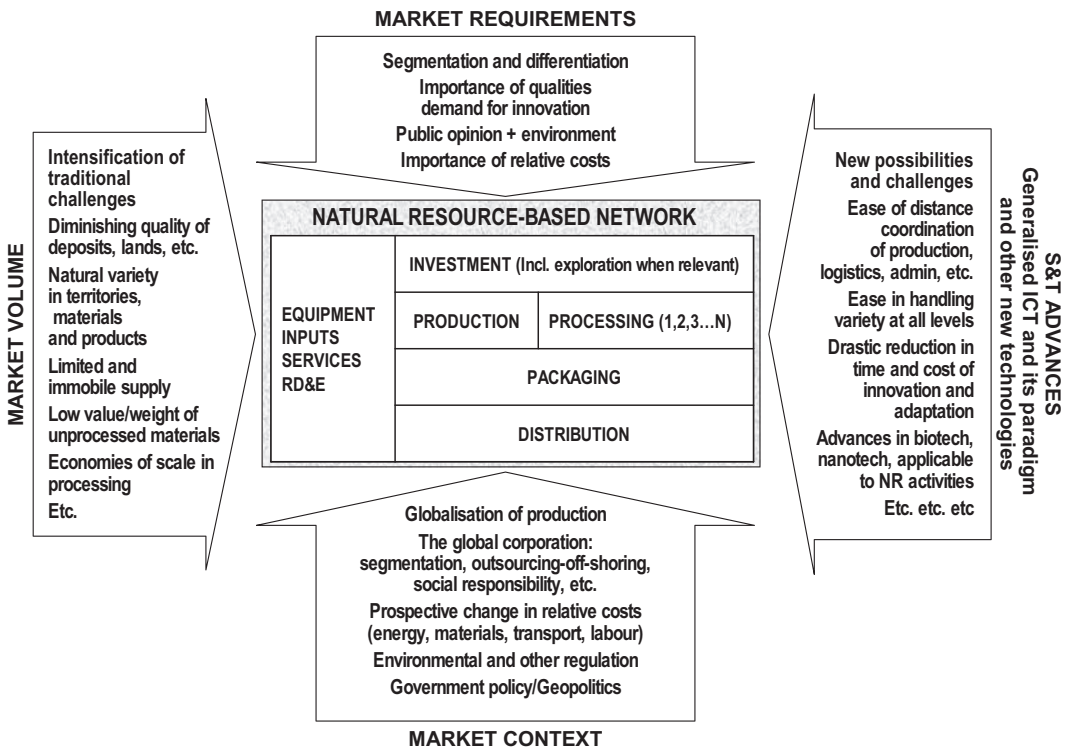 MARKET REQUIREMENTS
Segmentation and differentiation
Importance of qualities
demand for innovation
Public opinion + environment
Importance of relative costs
MARKET VOLUME
Intensification of
traditional
challenges
Diminishing quality of
deposits, lands, etc.
Natural variety
in territories,
materials
and products
Limited and
immobile supply
Low value/weight of
unprocessed materials
Economies of scale in
processing
Etc.
NATURAL RESOURCE-BASED NETWORK
EQUIPMENT
INPUTS
SERVICES
RD&E
INVESTMENT (Incl. exploration when relevant)
PRODUCTION
PROCESSING (1,2,3...N)
PACKAGING
DISTRIBUTION
New possibilities
and challenges
Ease of distance
coordination
of production,
logistics, admin, etc.
Ease in handling
variety at all levels
Drastic reduction in
time and cost of
innovation and
adaptation
Advances in biotech,
nanotech, applicable
to NR activities
Etc. etc. etc
S&T ADVANCES
Generalised ICT and its paradigm
and other new technologies
Globalisation of production
The global corporation:
segmentation, outsourcing-off-shoring,
social responsibility, etc.
Prospective change in relative costs
(energy, materials, transport, labour)
Environmental and other regulation
Government policy/Geopolitics
MARKET CONTEXT